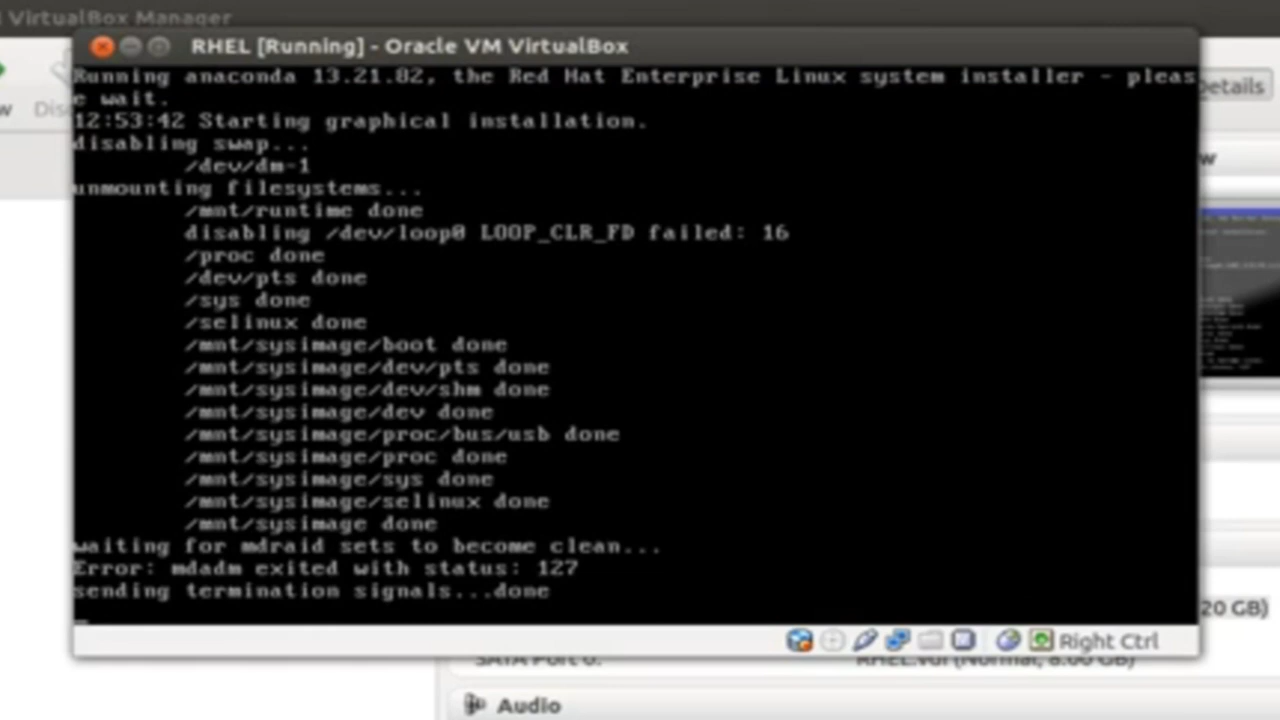 VirtualBox Manager
RHEL [Running] - Oracle VM VirtualBox
Running anaconda 13.21.82, the Red Hat Enterprise Linux system installer - pleas
e wait.
12:53:42 Starting graphical installation.
disabling swap...
/dev/dm-1
unmounting filesystems...
/mnt/runtime done
disabling /dev/loop0 LOOP_CLR_FD failed: 16
/proc done
/dev/pts done
/sys done
/selinux done
/mnt/sysimage/boot done
/mnt/sysimage/dev/pts done
/mnt/sysimage/dev/shm done
/mnt/sysimage/dev done
/mnt/sysimage/proc/bus/usb done
/mnt/sysimage/proc done
/mnt/sysimage/sys done
/mnt/sysimage/selinux done
/mnt/sysimage done
waiting for mdraid sets to become clean...
Error: mdadm exited with status: 127
sending termination signals...done
Right Ctrl
Details
20 GB)
SATA Port 0: RHEL.vdi (Normal, 8.00 GB)
Audio